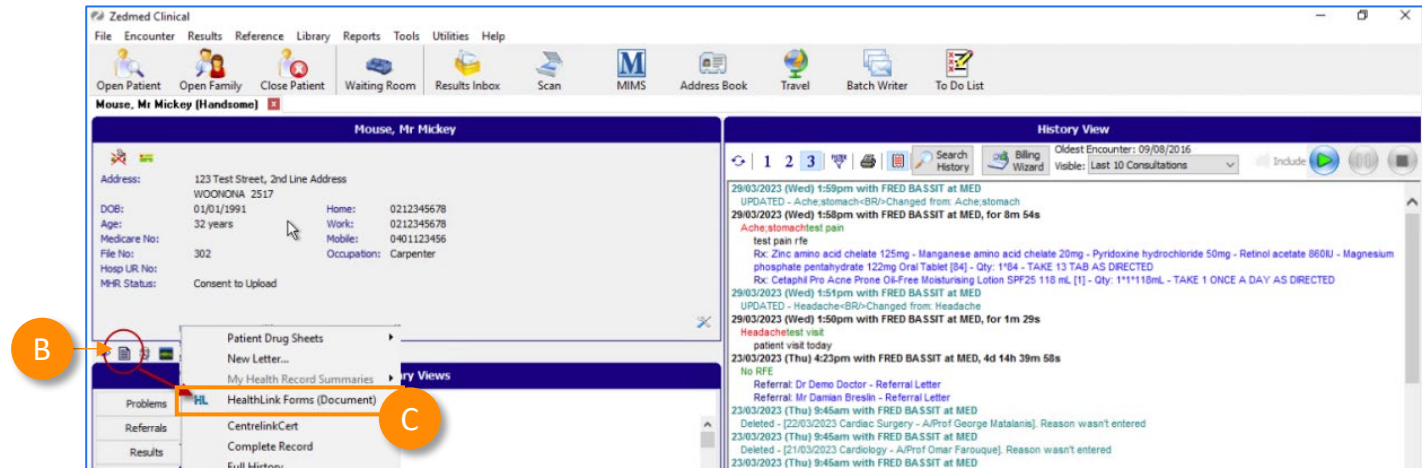 Zedmed Clinical
File Encounter Results Reference Library Reports Tools Utilities Help
Open Patient Open Family Close Patient Waiting Room Results Inbox Scan M MIMS Address Book Travel Batch Writer To Do List
Mouse, Mr Mickey (Handsome) x
Mouse, Mr Mickey
Address: 123 Test Street, 2nd Line Address
WOONONA 2517
DOB: 01/01/1991 Home: 0212345678
Age: 32 years Work: 0212345678
Medicare No: Mobile: 0401123456
File No: 302 Occupation: Carpenter
Hosp UR No:
MHR Status: Consent to Upload
B
Patient Drug Sheets
New Letter...
My Health Record Summaries
HL HealthLink Forms (Document)
C
CentrelinkCert
Complete Record
Full History
ry Views
Problems
Referrals
Results
History View
1 2 3 Search History Billing Wizard Oldest Encounter: 09/08/2016
Visible: Last 10 Consultations Include
29/03/2023 (Wed) 1:59pm with FRED BASSIT at MED
UPDATED - Ache;stomach<BR/>Changed from: Ache;stomach
29/03/2023 (Wed) 1:58pm with FRED BASSIT at MED, for 8m 54s
Ache;stomachtest pain
test pain rfe
Rx: Zinc amino acid chelate 125mg - Manganese amino acid chelate 20mg - Pyridoxine hydrochloride 50mg - Retinol acetate 860IU - Magnesium
phosphate pentahydrate 122mg Oral Tablet [84] - Qty: 1*84 - TAKE 13 TAB AS DIRECTED
Rx: Cetaphil Pro Acne Prone Oil-Free Moisturising Lotion SPF25 118 mL [1] - Qty: 1*1*118mL - TAKE 1 ONCE A DAY AS DIRECTED
29/03/2023 (Wed) 1:51pm with FRED BASSIT at MED
UPDATED - Headache<BR/>Changed from: Headache
29/03/2023 (Wed) 1:50pm with FRED BASSIT at MED, for 1m 29s
Headachetest visit
patient visit today
23/03/2023 (Thu) 4:23pm with FRED BASSIT at MED, 4d 14h 39m 58s
No RFE
Referral: Dr Demo Doctor - Referral Letter
Referral: Mr Damian Breslin - Referral Letter
23/03/2023 (Thu) 9:45am with FRED BASSIT at MED
Deleted - [22/03/2023 Cardiac Surgery - A/Prof George Matalanis]. Reason wasn't entered
23/03/2023 (Thu) 9:45am with FRED BASSIT at MED
Deleted - [21/03/2023 Cardiology - A/Prof Omar Farouque]. Reason wasn't entered
23/03/2023 (Thu) 9:45am with FRED BASSIT at MED